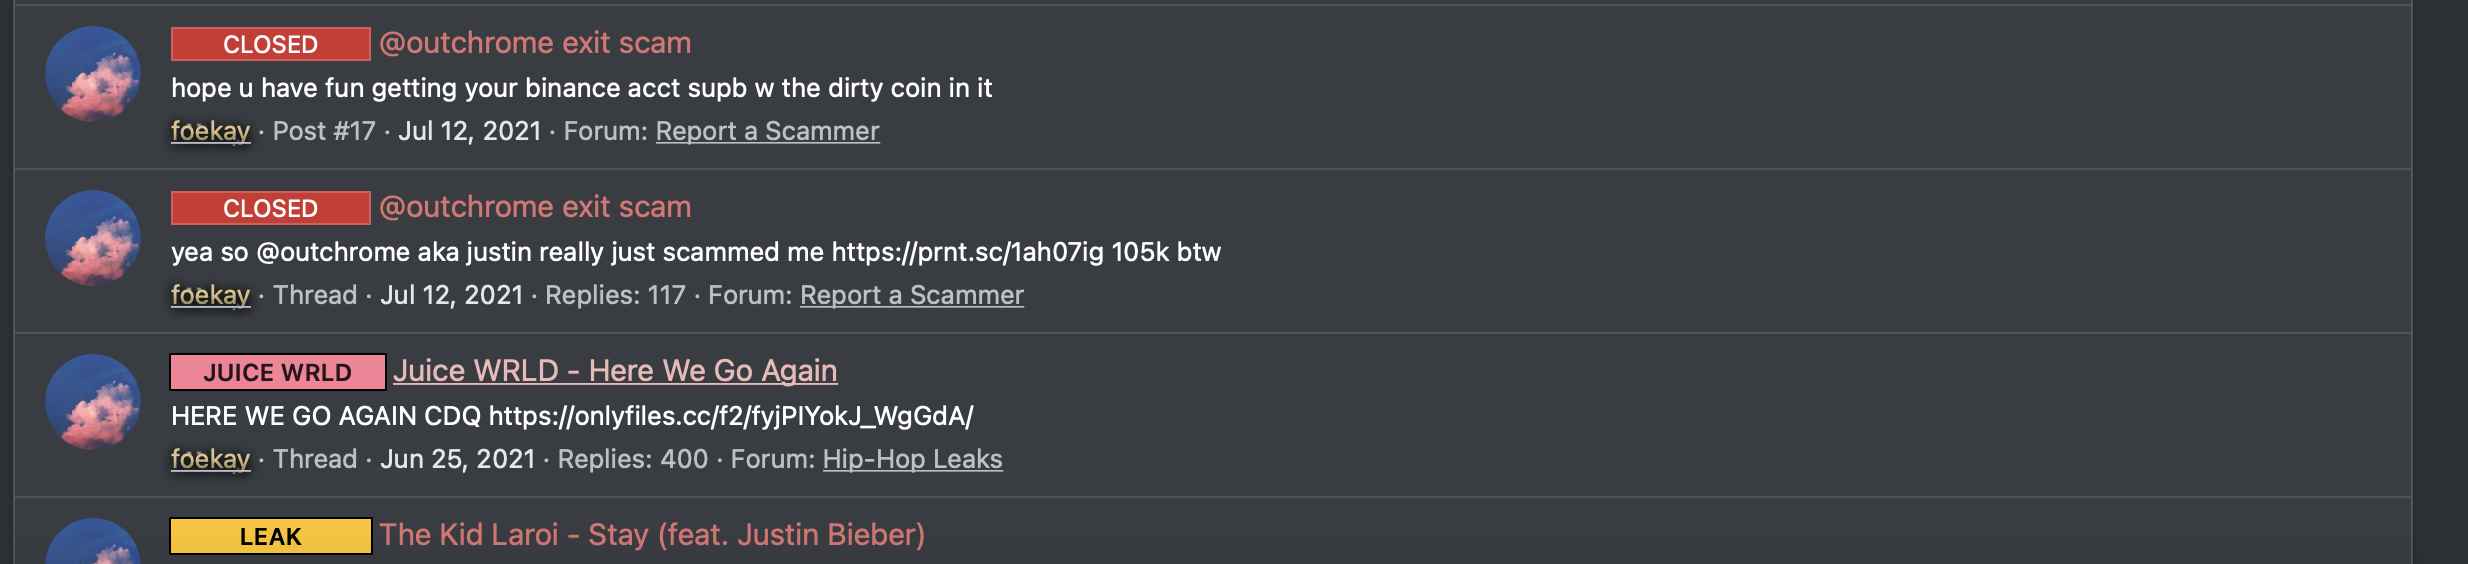 CLOSED @outchrome exit scam
hope u have fun getting your binance acct supb w the dirty coin in it
foekay · Post #17 · Jul 12, 2021 · Forum: Report a Scammer
CLOSED @outchrome exit scam
yea so @outchrome aka justin really just scammed me https://prnt.sc/1ah07ig 105k btw
foekay · Thread · Jul 12, 2021 · Replies: 117 · Forum: Report a Scammer
JUICE WRLD Juice WRLD - Here We Go Again
HERE WE GO AGAIN CDQ https://onlyfiles.cc/f2/fyjPIYokJ_WgGdA/
foekay · Thread · Jun 25, 2021 · Replies: 400 · Forum: Hip-Hop Leaks
LEAK The Kid Laroi - Stay (feat. Justin Bieber)